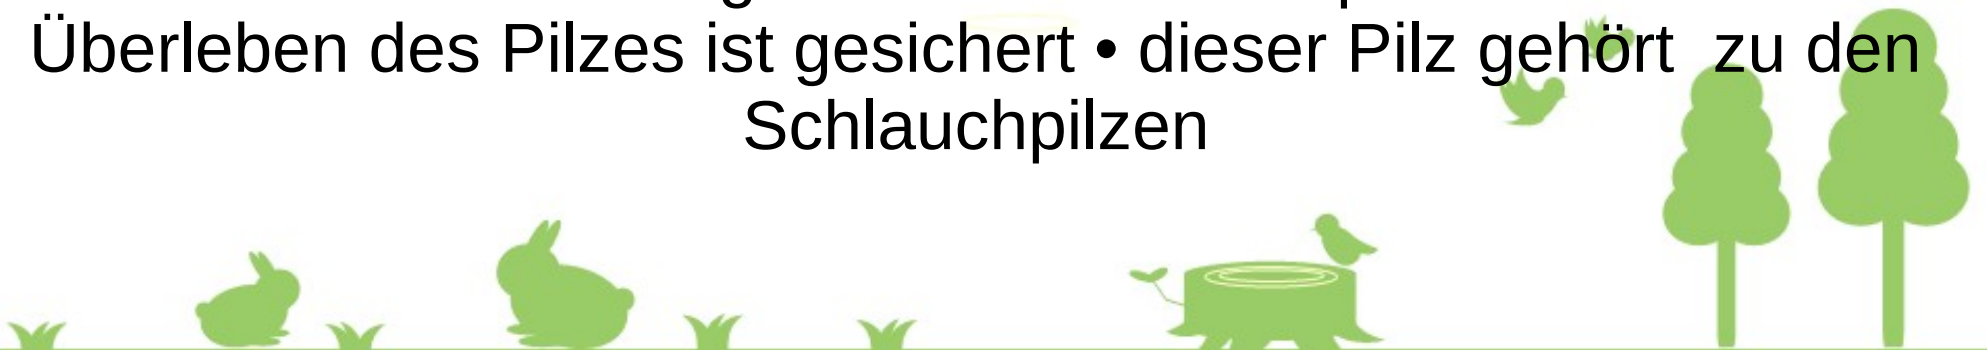 Überleben des Pilzes ist gesichert • dieser Pilz gehört  zu den
Schlauchpilzen